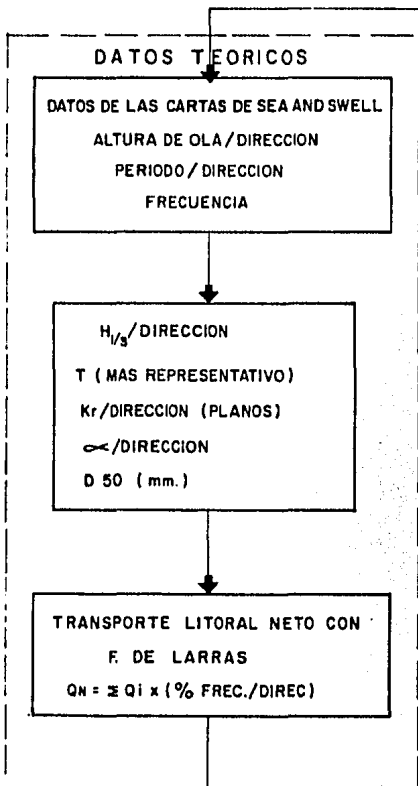 DATOS TEORICOS
DATOS DE LAS CARTAS DE SEA AND SWELL
ALTURA DE OLA/DIRECCION
PERIODO/DIRECCION
FRECUENCIA
H1/3/DIRECCION
T (MAS REPRESENTATIVO)
Kr/DIRECCION (PLANOS)
∝/DIRECCION
D 50 (mm.)
TRANSPORTE LITORAL NETO CON
F. DE LARRAS
QN = Σ Qi x (% FREC./DIREC)